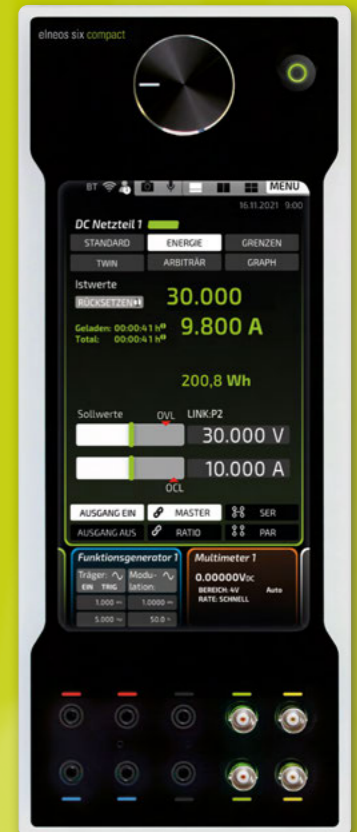 elneos six compact
BT MENU
16.11.2021 9:00
DC Netzteil 1
STANDARD ENERGIE GRENZEN
TWIN ARBITRÄR GRAPH
Istwerte
RÜCKSETZEN 30.000
Geladen: 00:00:41 h 9.800 A
Total: 00:00:41 h
200,8 Wh
Sollwerte OVL LINK:P2
30.000 V
10.000 A
OCL
AUSGANG EIN MASTER SER
AUSGANG AUS RATIO PAR
Funktionsgenerator 1 Multimeter 1
Träger: Modu-
lation:
EIN TRIG
0.00000VDC
BEREICH: 4V Auto
RATE: SCHNELL
1.000 1.0000
5.000 50.0